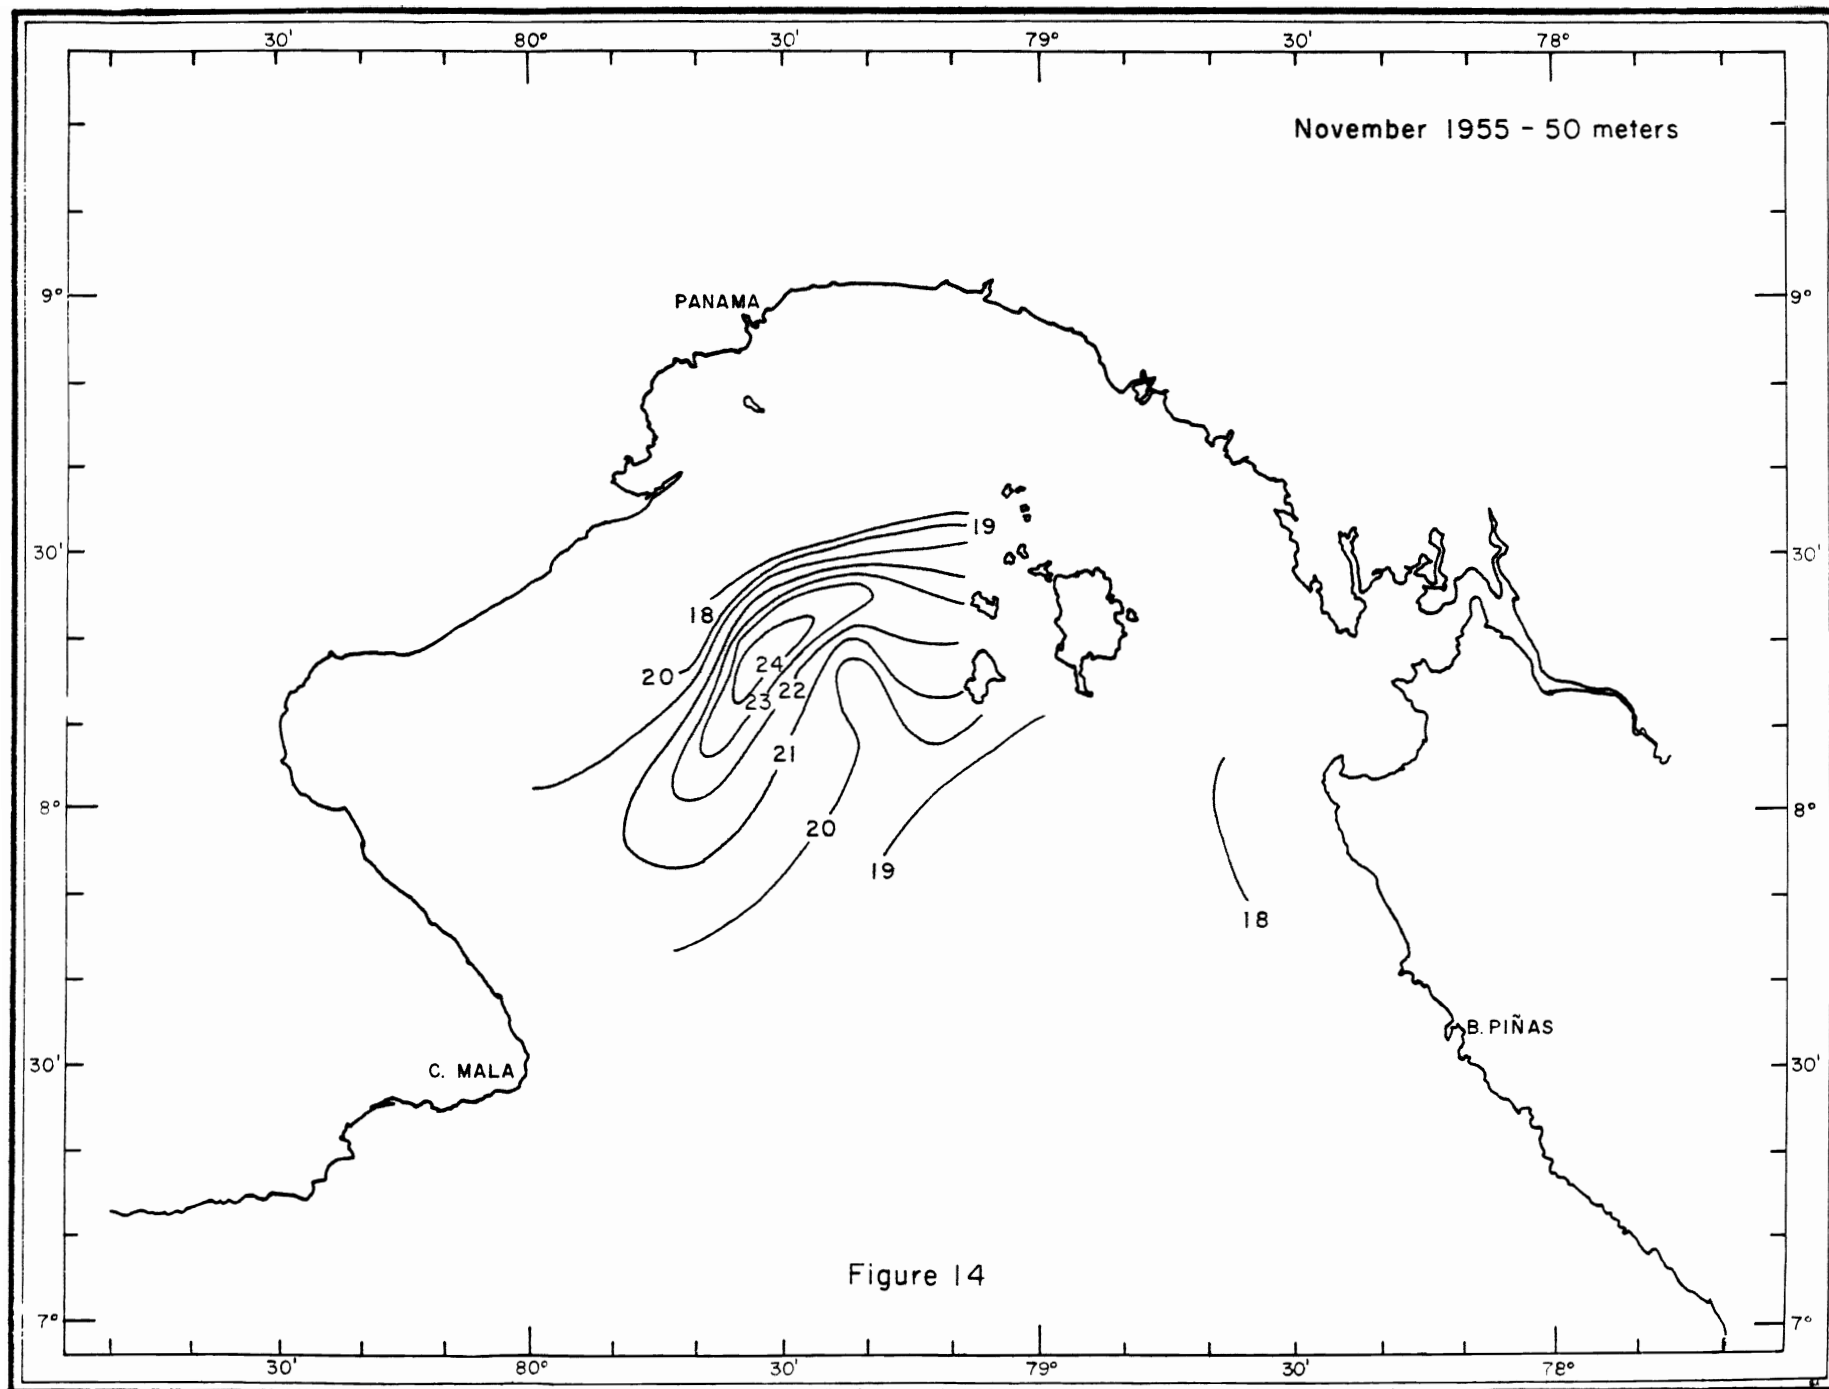 30' 80° 30' 79° 30' 78°
November 1955 - 50 meters
9° PANAMA 9°
30' 19 30'
18
20 24
23 22
21
8° 20 8°
19
18
B. PIÑAS
30' C. MALA 30'
Figure 14
7° 7°
30' 80° 30' 79° 30' 78°